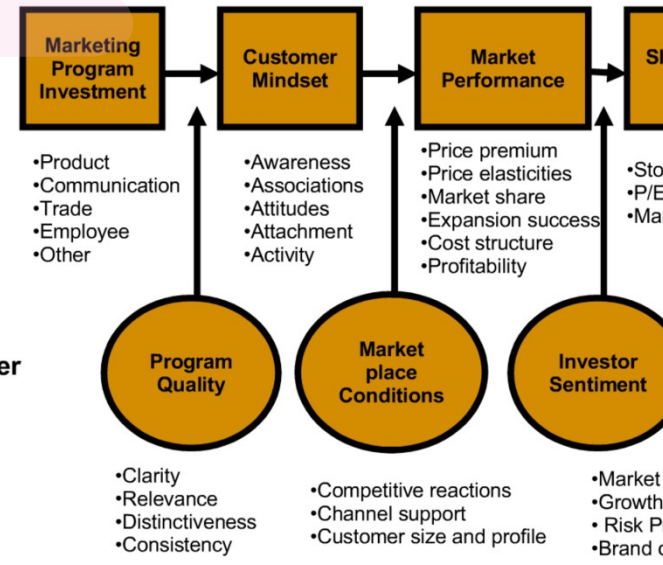 Marketing
Program
Investment
Customer
Mindset
Market
Performance
•Product
•Communication
•Trade
•Employee
•Other
•Awareness
•Associations
•Attitudes
•Attachment
•Activity
•Price premium
•Price elasticities
•Market share
•Expansion success
•Cost structure
•Profitability
•P/E
Program
Quality
Market
place
Conditions
Investor
Sentiment
•Clarity
•Relevance
•Distinctiveness
•Consistency
•Competitive reactions
•Channel support
•Customer size and profile
•Market
•Growth
• Risk
•Brand